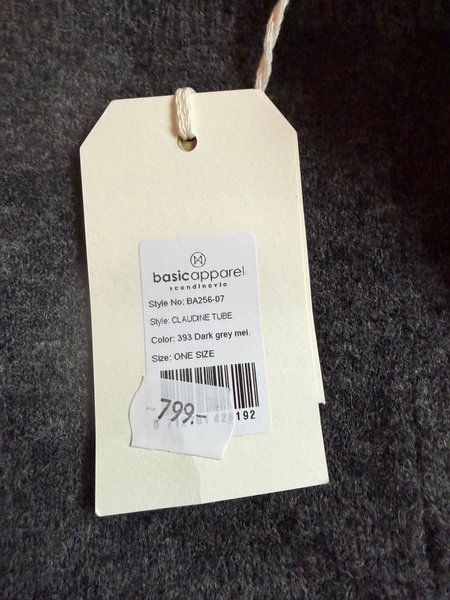 basicapparel
scandinavia
Style No: BA256-07
Style: CLAUDINE TUBE
Color: 393 Dark grey mel.
Size: ONE SIZE
-799.-
192